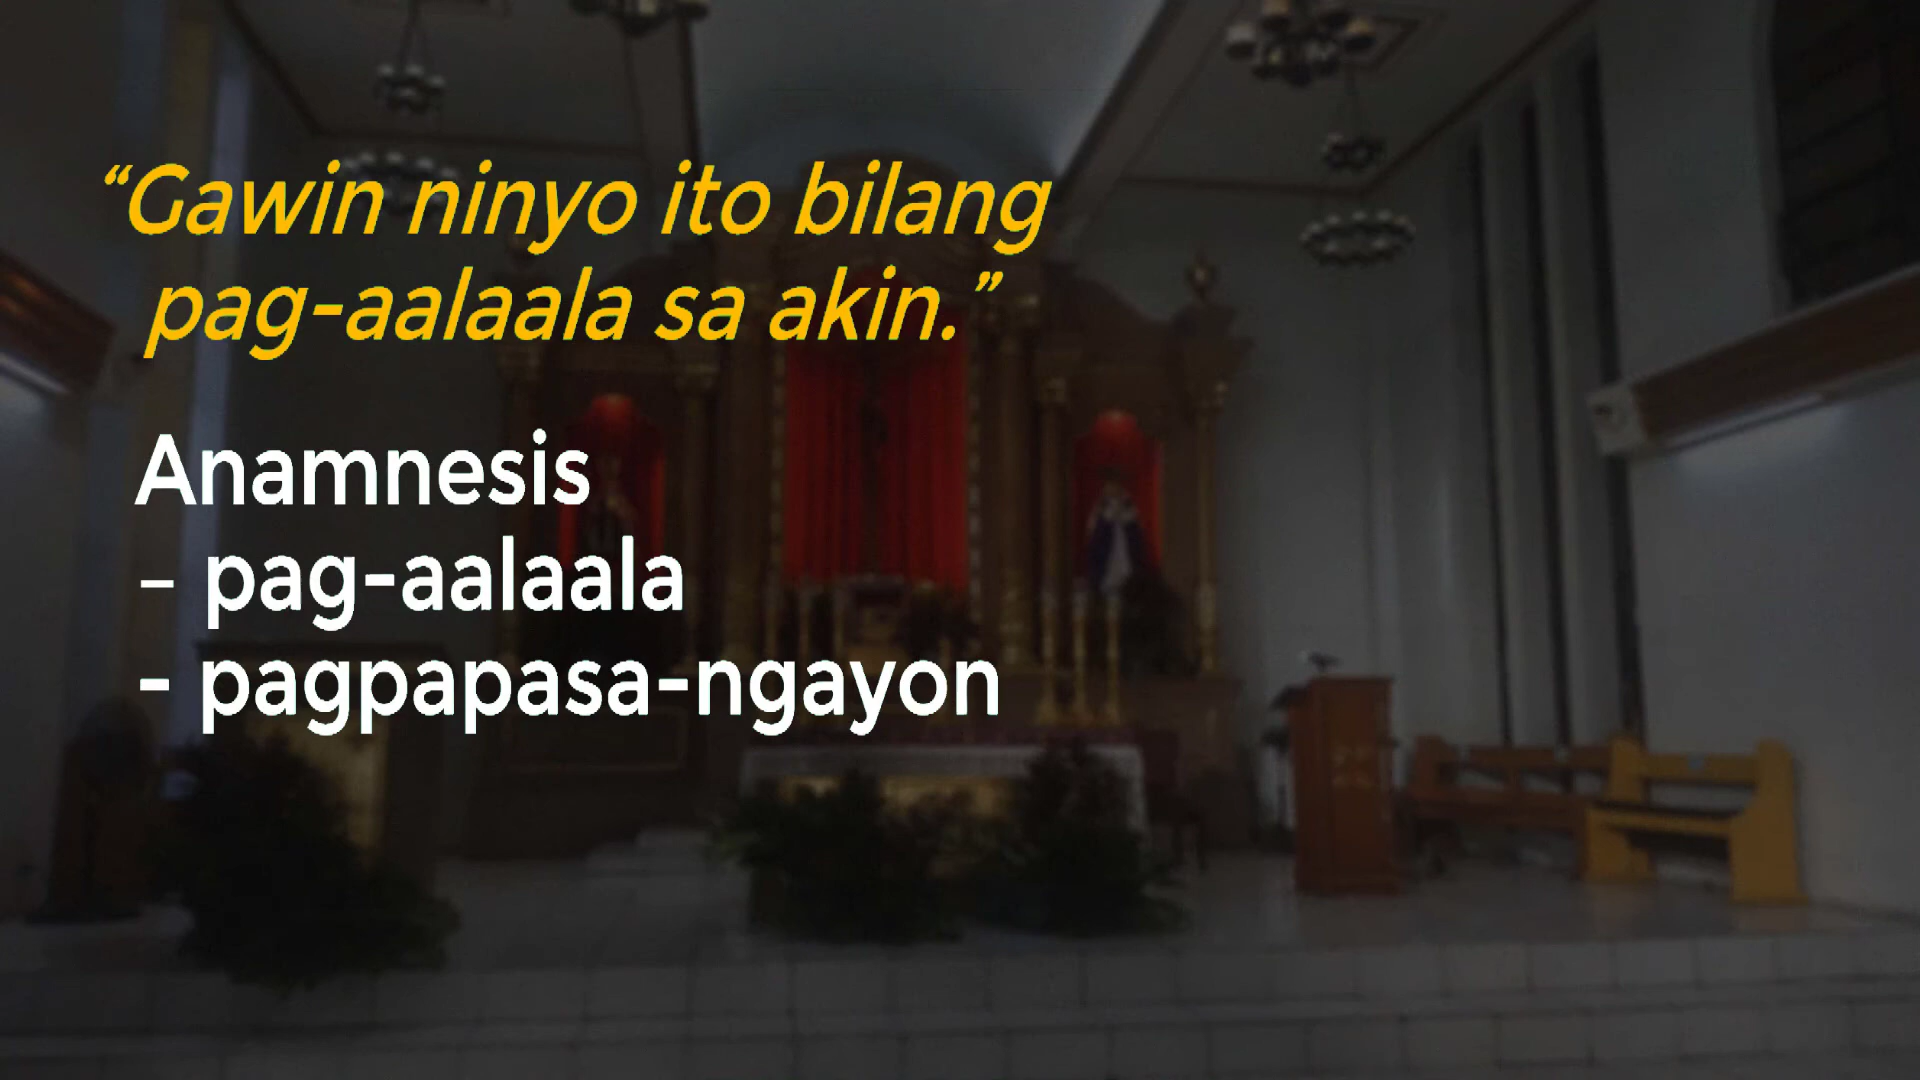 “Gawin ninyo ito bilang
pag-aalaala sa akin.”
Anamnesis
– pag-aalaala
- pagpapasa-ngayon